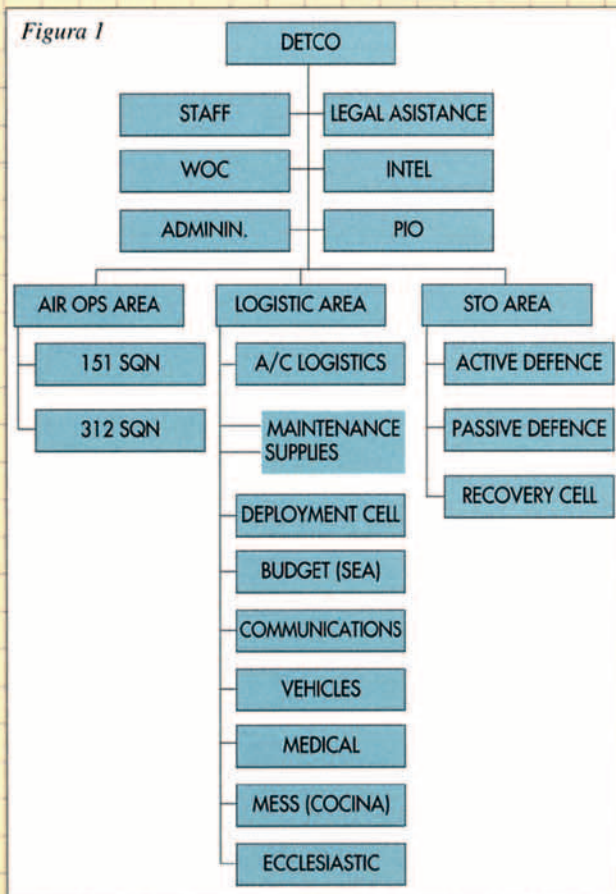 Figura 1
DETCO
STAFF
LEGAL ASISTANCE
WOC
INTEL
ADMININ.
PIO
AIR OPS AREA
LOGISTIC AREA
STO AREA
151 SQN
A/C LOGISTICS
ACTIVE DEFENCE
312 SQN
MAINTENANCE
SUPPLIES
PASSIVE DEFENCE
DEPLOYMENT CELL
RECOVERY CELL
BUDGET (SEA)
COMMUNICATIONS
VEHICLES
MEDICAL
MESS (COCINA)
ECCLESIASTIC